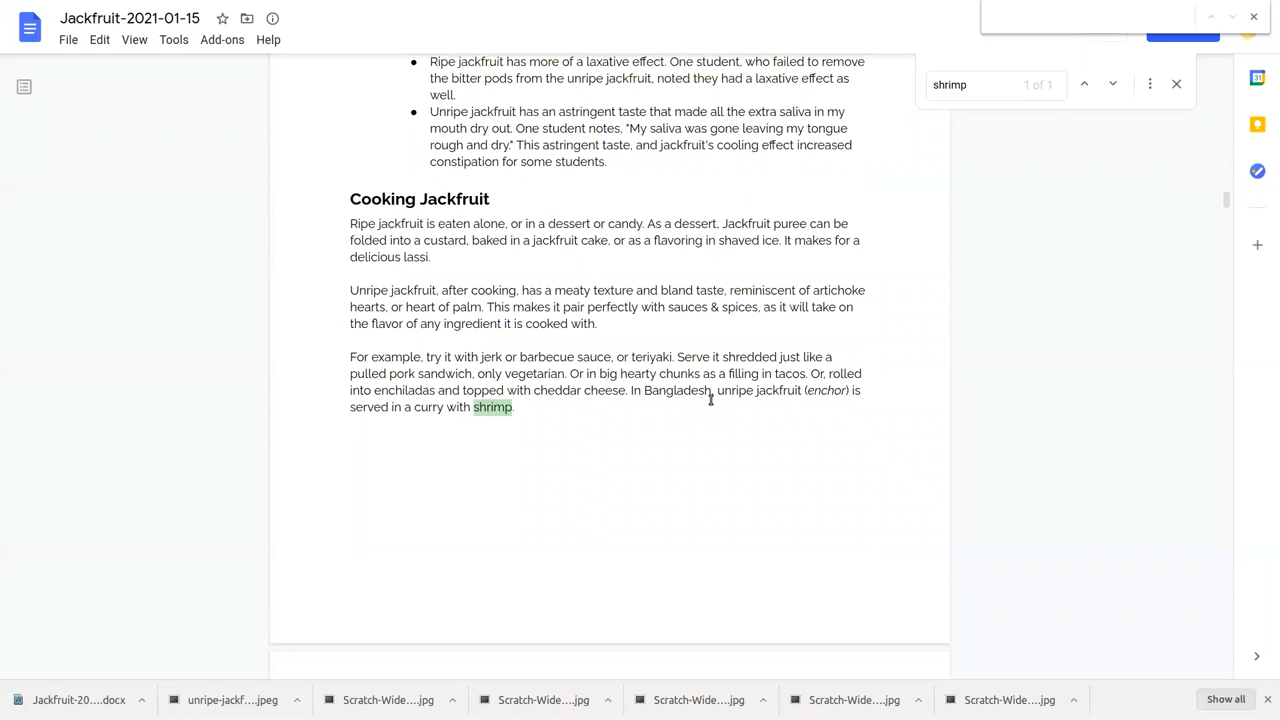 Jackfruit-2021-01-15
File Edit View Tools Add-ons Help
shrimp 1 of 1
31
● Ripe jackfruit has more of a laxative effect. One student, who failed to remove
the bitter pods from the unripe jackfruit, noted they had a laxative effect as
well.
● Unripe jackfruit has an astringent taste that made all the extra saliva in my
mouth dry out. One student notes, "My saliva was gone leaving my tongue
rough and dry." This astringent taste, and jackfruit's cooling effect increased
constipation for some students.
Cooking Jackfruit
Ripe jackfruit is eaten alone, or in a dessert or candy. As a dessert, Jackfruit puree can be
folded into a custard, baked in a jackfruit cake, or as a flavoring in shaved ice. It makes for a
delicious lassi.
Unripe jackfruit, after cooking, has a meaty texture and bland taste, reminiscent of artichoke
hearts, or heart of palm. This makes it pair perfectly with sauces & spices, as it will take on
the flavor of any ingredient it is cooked with.
For example, try it with jerk or barbecue sauce, or teriyaki. Serve it shredded just like a
pulled pork sandwich, only vegetarian. Or in big hearty chunks as a filling in tacos. Or, rolled
into enchiladas and topped with cheddar cheese. In Bangladesh, unripe jackfruit (enchor) is
served in a curry with shrimp.
Jackfruit-20....docx unripe-jackf....jpeg Scratch-Wide....jpg Scratch-Wide....jpg Scratch-Wide....jpg Scratch-Wide....jpg Scratch-Wide....jpg Show all